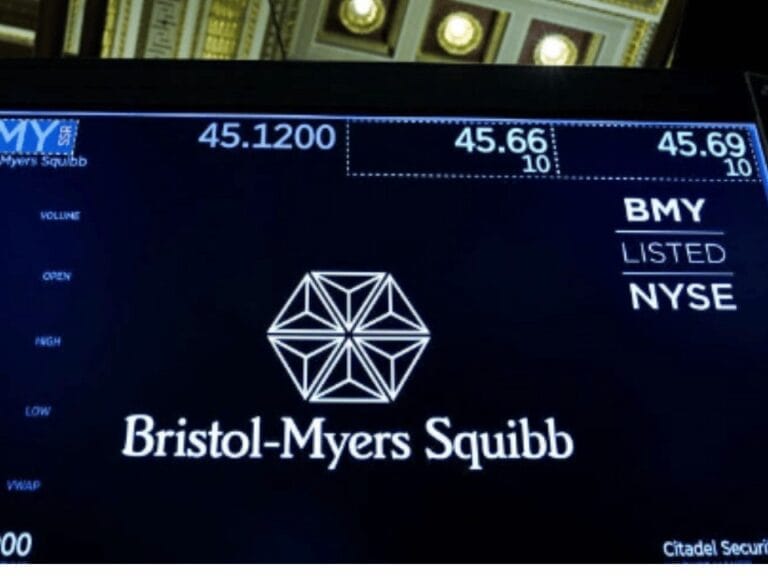 MY SSR 45.1200 45.66 45.69
Myers Squibb 10 10
VOLUME
BMY
LISTED
OPEN
NYSE
HIGH
LOW
Bristol-Myers Squibb
VWAP
00
Citadel Securi